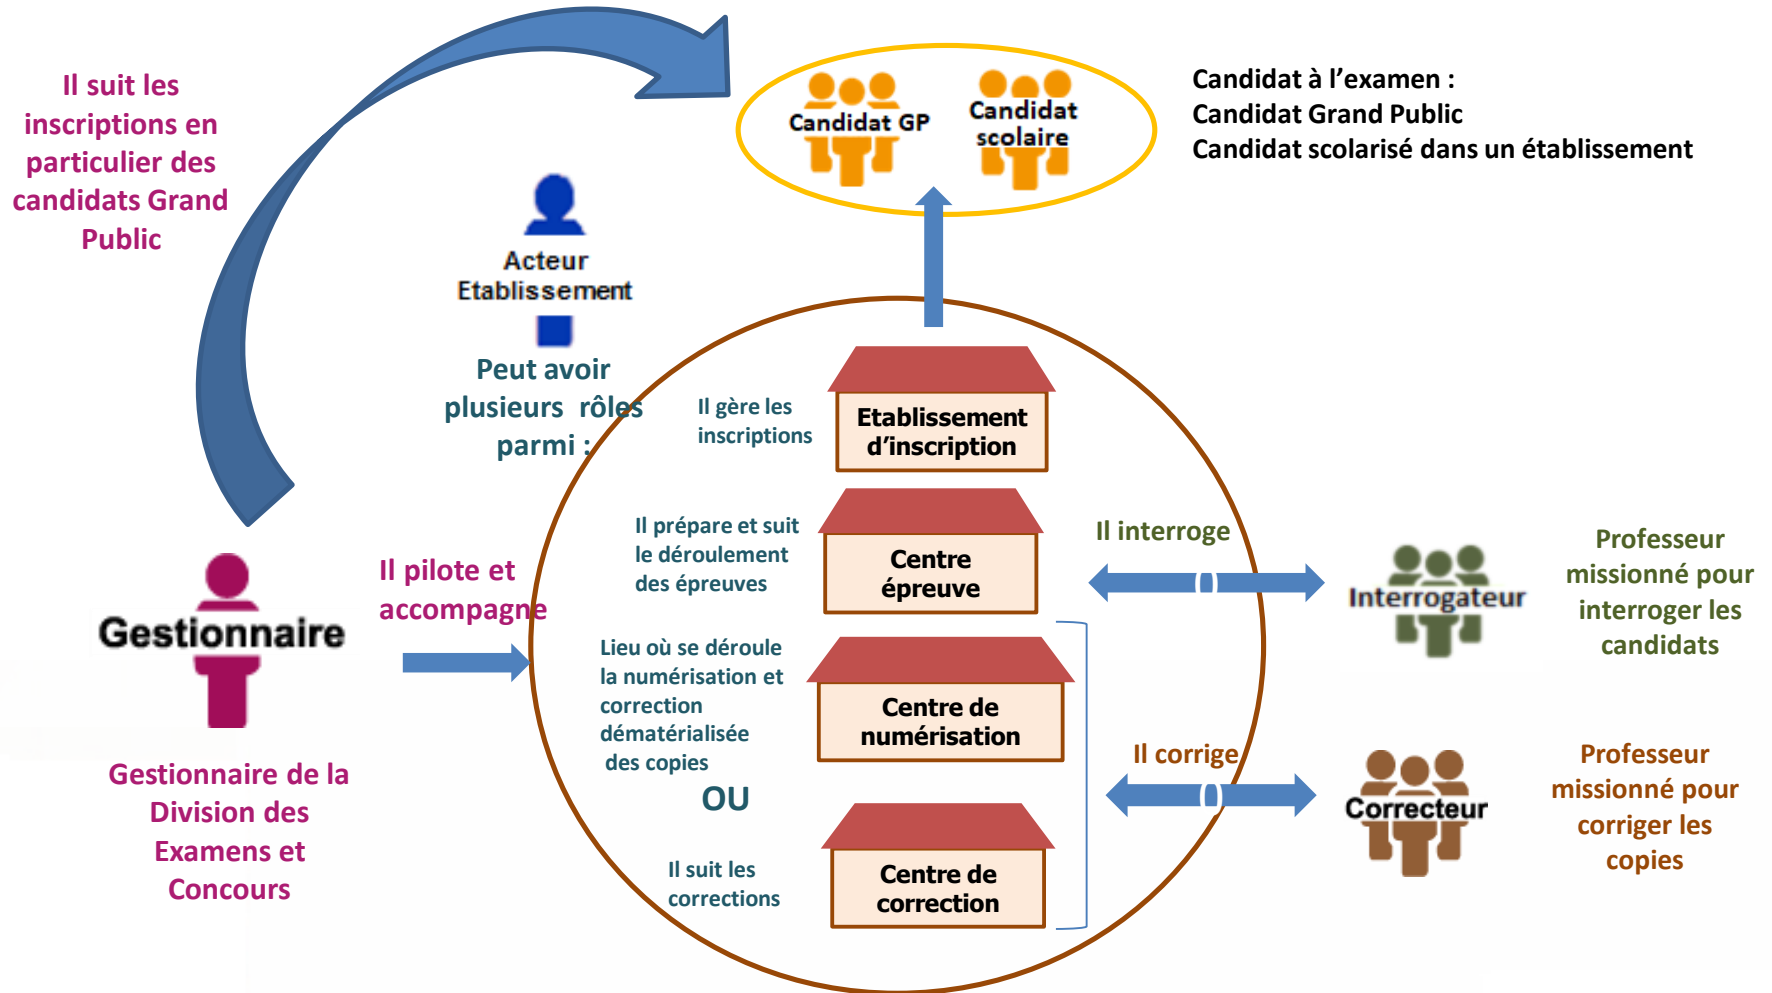 Il suit les
inscriptions en
particulier des
candidats Grand
Public
Candidat GP
Candidat
scolaire
Candidat à l’examen :
Candidat Grand Public
Candidat scolarisé dans un établissement
Acteur
Etablissement
Peut avoir
plusieurs rôles
parmi :
Il gère les
inscriptions
Etablissement
d’inscription
Il prépare et suit
le déroulement
des épreuves
Centre
épreuve
Il interroge
Interrogateur
Professeur
missionné pour
interroger les
candidats
Il pilote et
accompagne
Gestionnaire
Gestionnaire de la
Division des
Examens et
Concours
Lieu où se déroule
la numérisation et
correction
dématérialisée
des copies
Centre de
numérisation
OU
Il suit les
corrections
Centre de
correction
Il corrige
Correcteur
Professeur
missionné pour
corriger les
copies